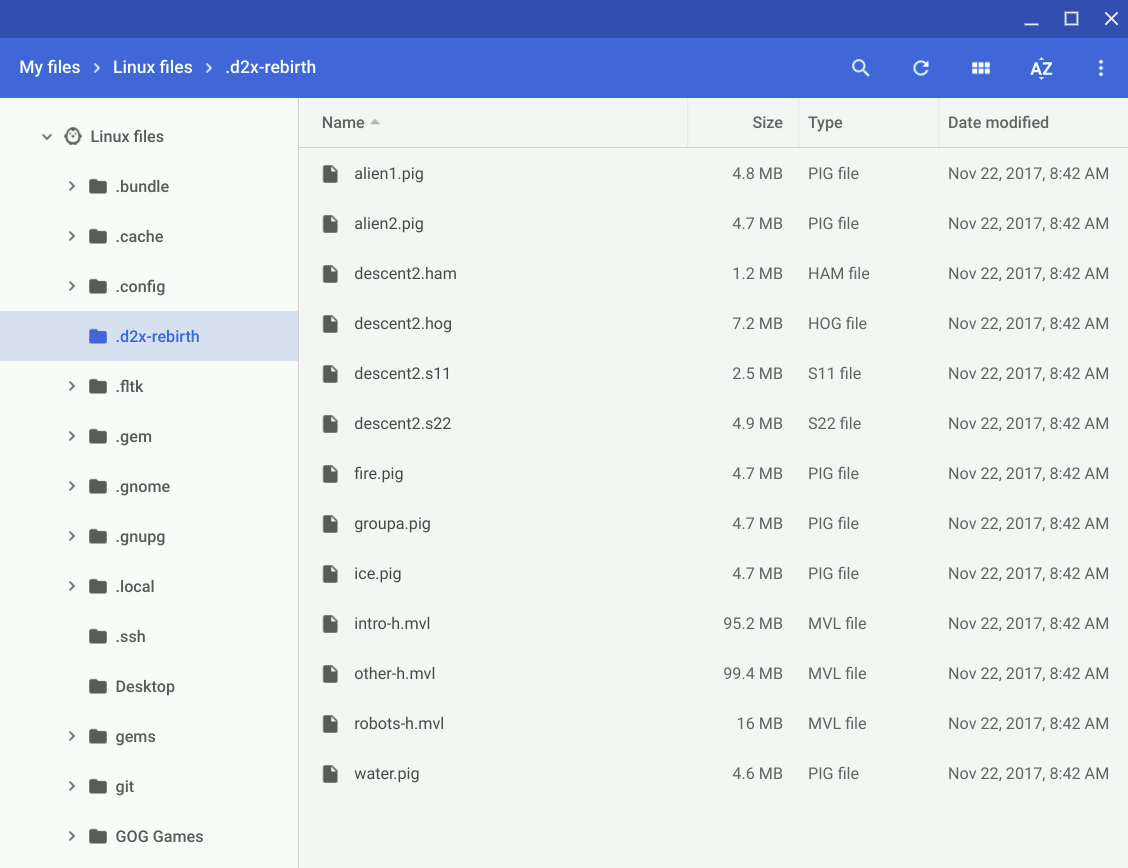 My files > Linux files > .d2x-rebirth
AZ
Linux files
.bundle
.cache
.config
.d2x-rebirth
.fltk
.gem
.gnome
.gnupg
.local
.ssh
Desktop
gems
git
GOG Games
Name Size Type Date modified
alien1.pig 4.8 MB PIG file Nov 22, 2017, 8:42 AM
alien2.pig 4.7 MB PIG file Nov 22, 2017, 8:42 AM
descent2.ham 1.2 MB HAM file Nov 22, 2017, 8:42 AM
descent2.hog 7.2 MB HOG file Nov 22, 2017, 8:42 AM
descent2.s11 2.5 MB S11 file Nov 22, 2017, 8:42 AM
descent2.s22 4.9 MB S22 file Nov 22, 2017, 8:42 AM
fire.pig 4.7 MB PIG file Nov 22, 2017, 8:42 AM
groupa.pig 4.7 MB PIG file Nov 22, 2017, 8:42 AM
ice.pig 4.7 MB PIG file Nov 22, 2017, 8:42 AM
intro-h.mvl 95.2 MB MVL file Nov 22, 2017, 8:42 AM
other-h.mvl 99.4 MB MVL file Nov 22, 2017, 8:42 AM
robots-h.mvl 16 MB MVL file Nov 22, 2017, 8:42 AM
water.pig 4.6 MB PIG file Nov 22, 2017, 8:42 AM